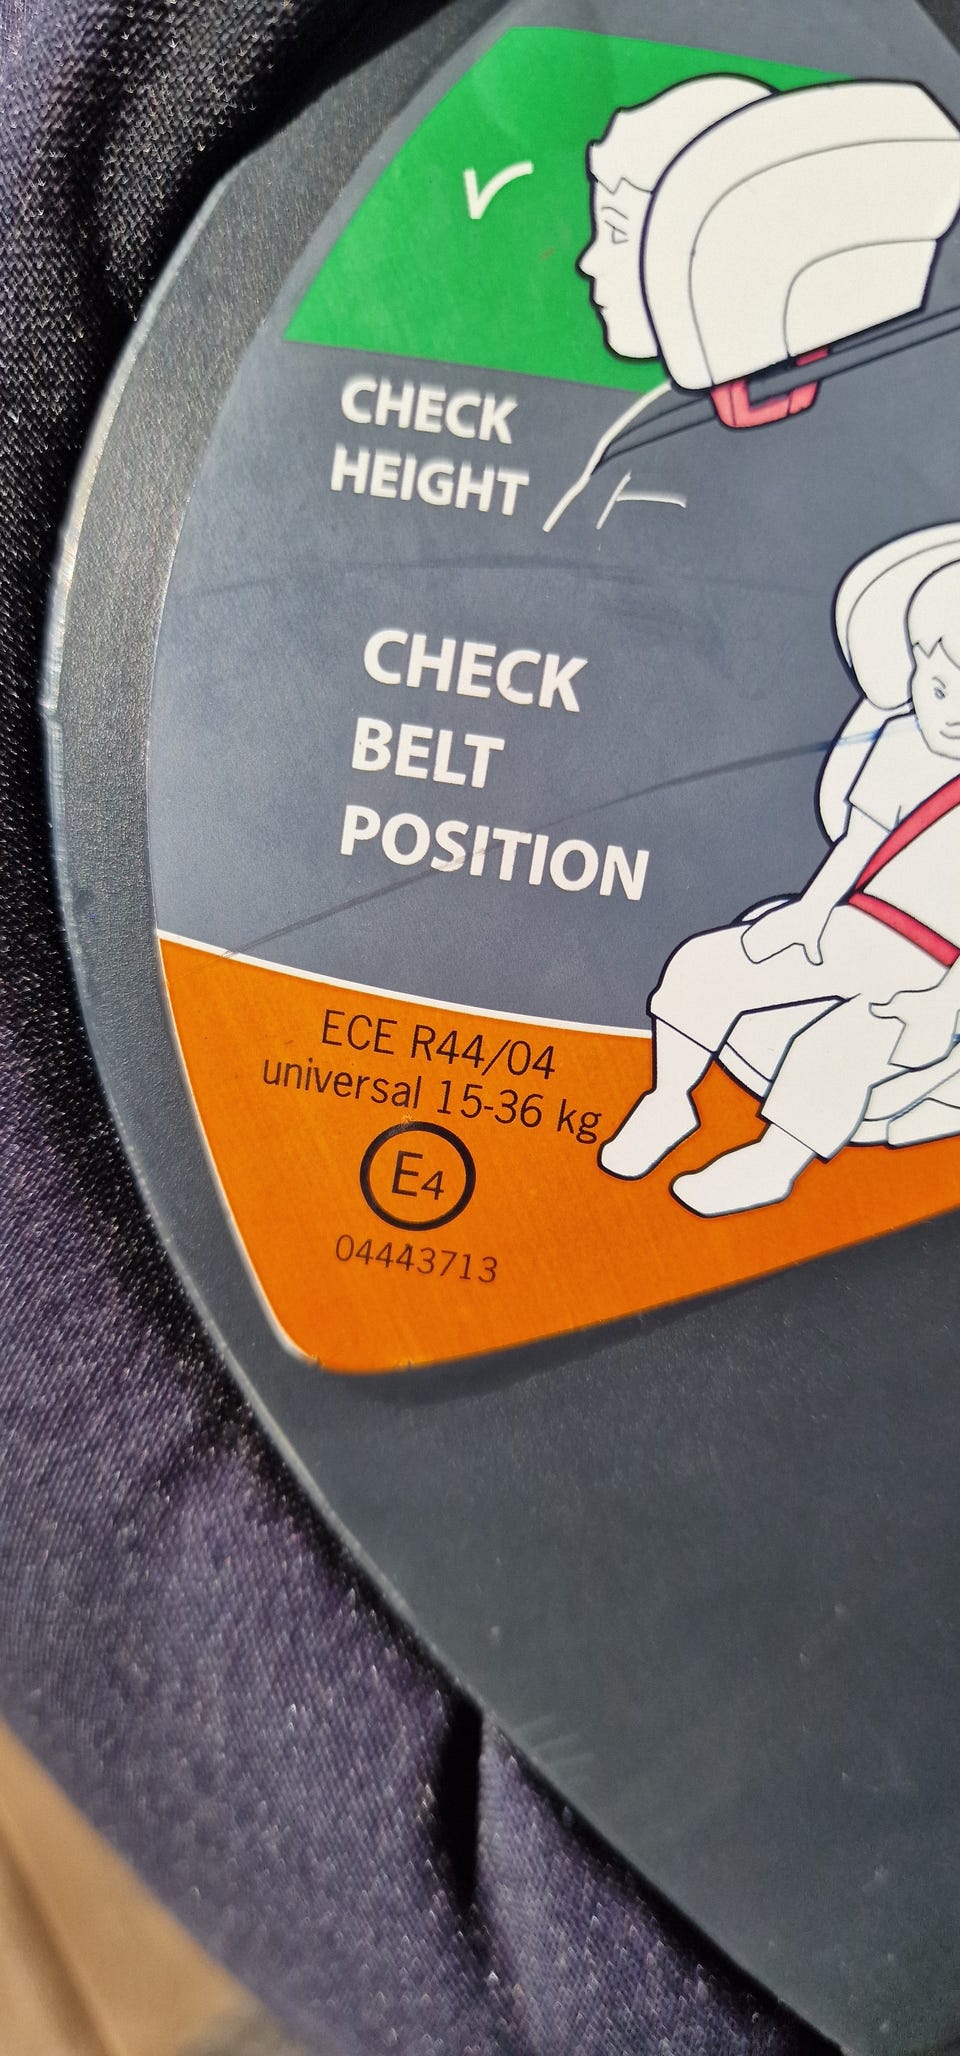 CHECK
HEIGHT
CHECK
BELT
POSITION
ECE R44/04
universal 15-36 kg
E4
04443713